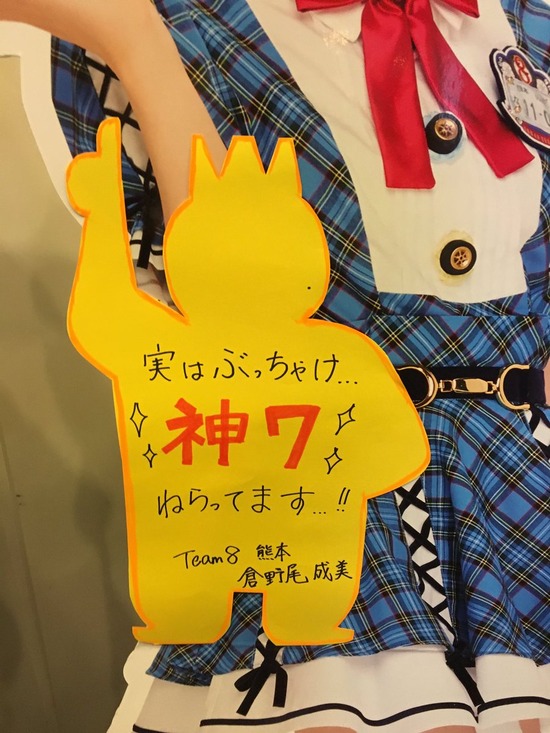 実はぶっちゃけ...
神7
ねらってます...!!
Team8 熊本
倉野尾 成美